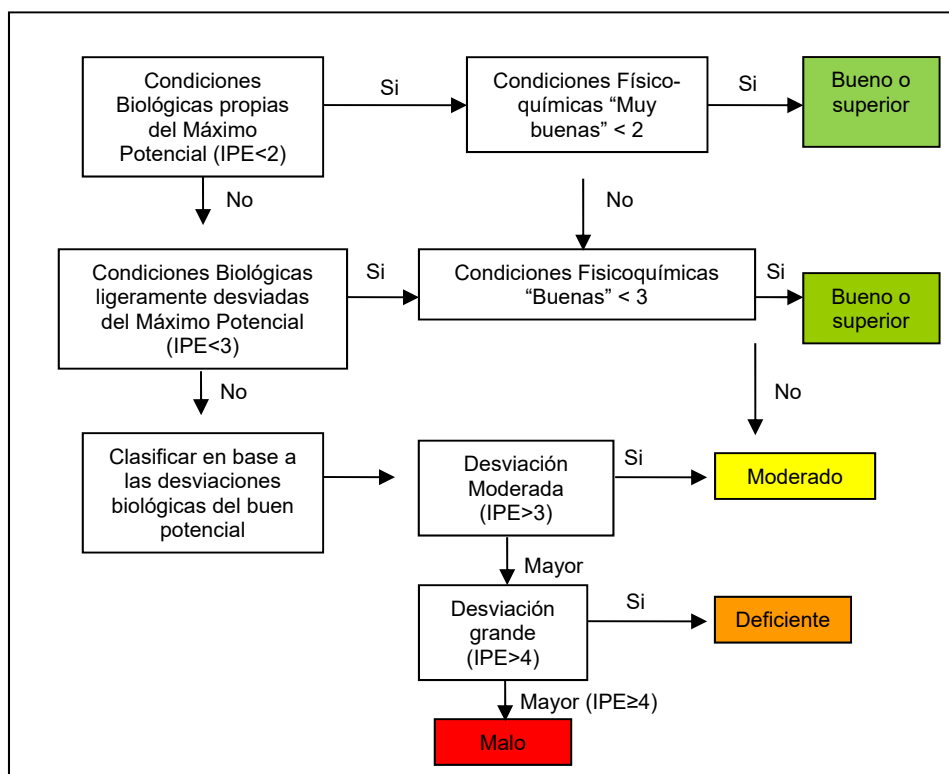 Condiciones
Biológicas propias
del Máximo
Potencial (IPE<2)
Si
Condiciones Físico-
químicas “Muy
buenas” < 2
Si
Bueno o
superior
No
No
Condiciones Biológicas
ligeramente desviadas
del Máximo Potencial
(IPE<3)
Si
Condiciones Fisicoquímicas
“Buenas” < 3
Si
Bueno o
superior
No
No
Clasificar en base a
las desviaciones
biológicas del buen
potencial
Desviación
Moderada
(IPE>3)
Si
Moderado
Mayor
Desviación
grande
(IPE>4)
Si
Deficiente
Mayor (IPE≥4)
Malo